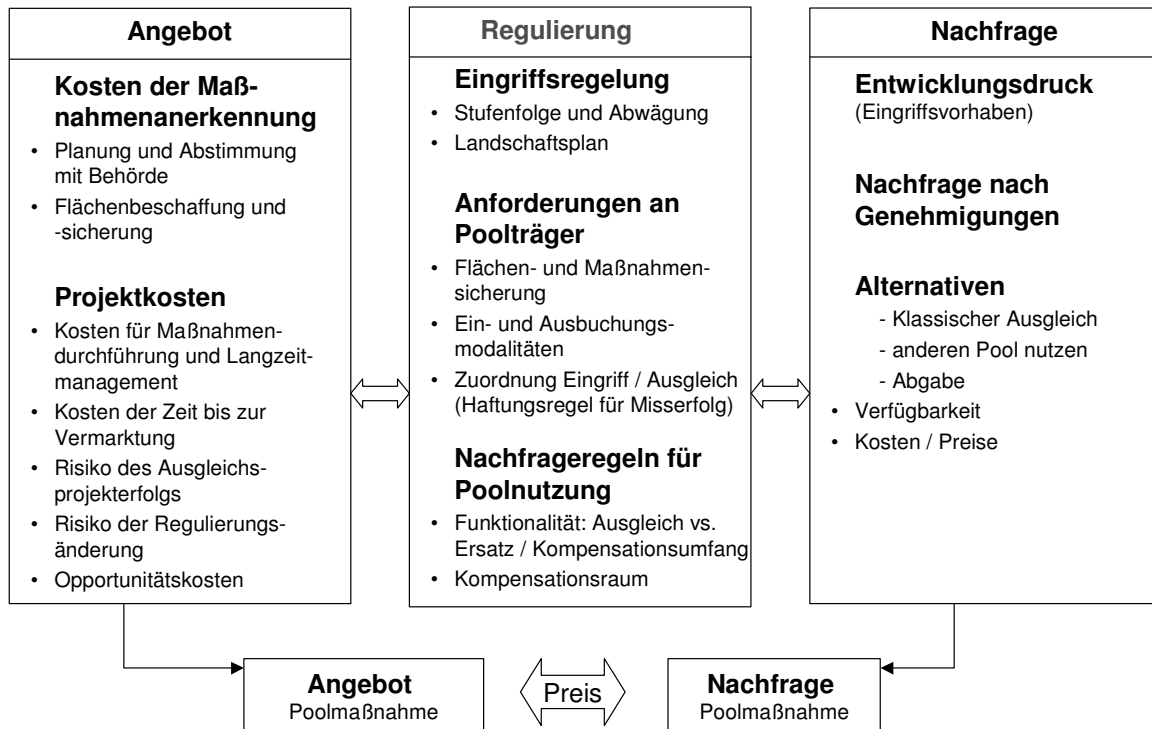 Angebot
Kosten der Maß-
nahmenanerkennung
• Planung und Abstimmung
mit Behörde
• Flächenbeschaffung und
-sicherung
Projektkosten
• Kosten für Maßnahmen-
durchführung und Langzeit-
management
• Kosten der Zeit bis zur
Vermarktung
• Risiko des Ausgleichs-
projekterfolgs
• Risiko der Regulierungs-
änderung
• Opportunitätskosten
Regulierung
Eingriffsregelung
• Stufenfolge und Abwägung
• Landschaftsplan
Anforderungen an
Poolträger
• Flächen- und Maßnahmen-
sicherung
• Ein- und Ausbuchungs-
modalitäten
• Zuordnung Eingriff / Ausgleich
(Haftungsregel für Misserfolg)
Nachfrageregeln für
Poolnutzung
• Funktionalität: Ausgleich vs.
Ersatz / Kompensationsumfang
• Kompensationsraum
Nachfrage
Entwicklungsdruck
(Eingriffsvorhaben)
Nachfrage nach
Genehmigungen
Alternativen
- Klassischer Ausgleich
- anderen Pool nutzen
- Abgabe
• Verfügbarkeit
• Kosten / Preise
Angebot
Poolmaßnahme
Preis
Nachfrage
Poolmaßnahme